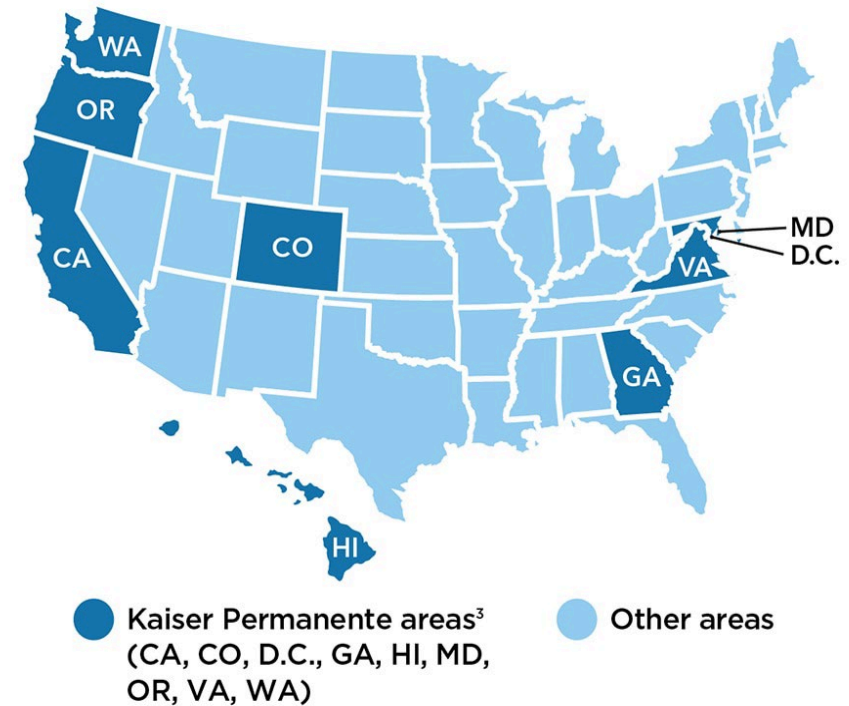 WA
OR
CA
CO
MD
D.C.
VA
GA
HI
Kaiser Permanente areas³
(CA, CO, D.C., GA, HI, MD,
OR, VA, WA)
Other areas